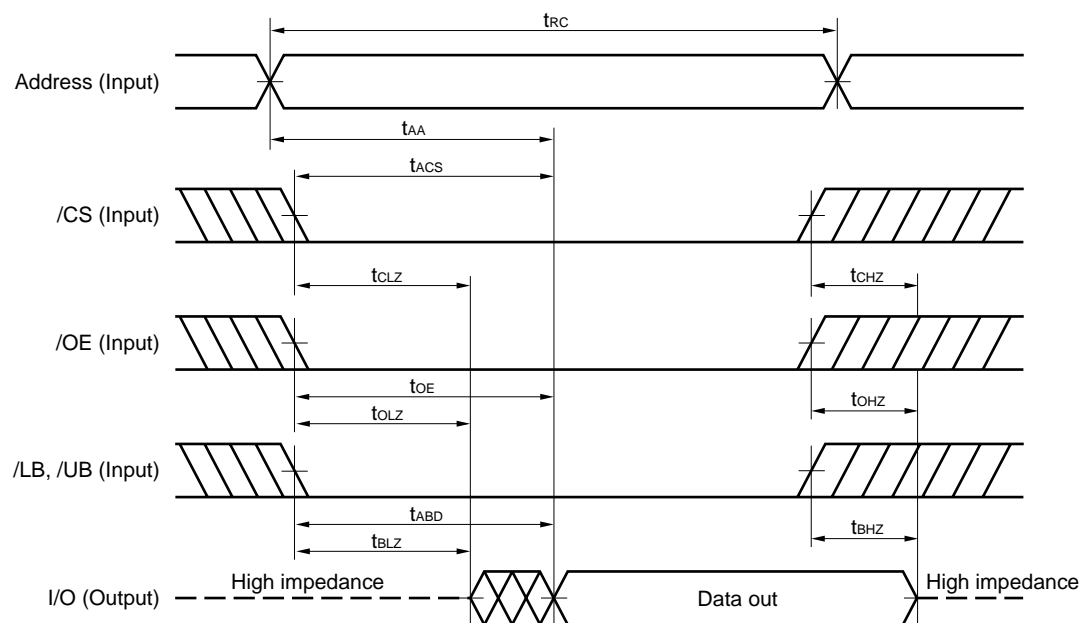 tRC
Address (Input)
tAA
tACS
/CS (Input)
tCLZ
tCHZ
/OE (Input)
tOE
tOLZ
tOHZ
/LB, /UB (Input)
tABD
tBLZ
tBHZ
High impedance
High impedance
I/O (Output)
Data out